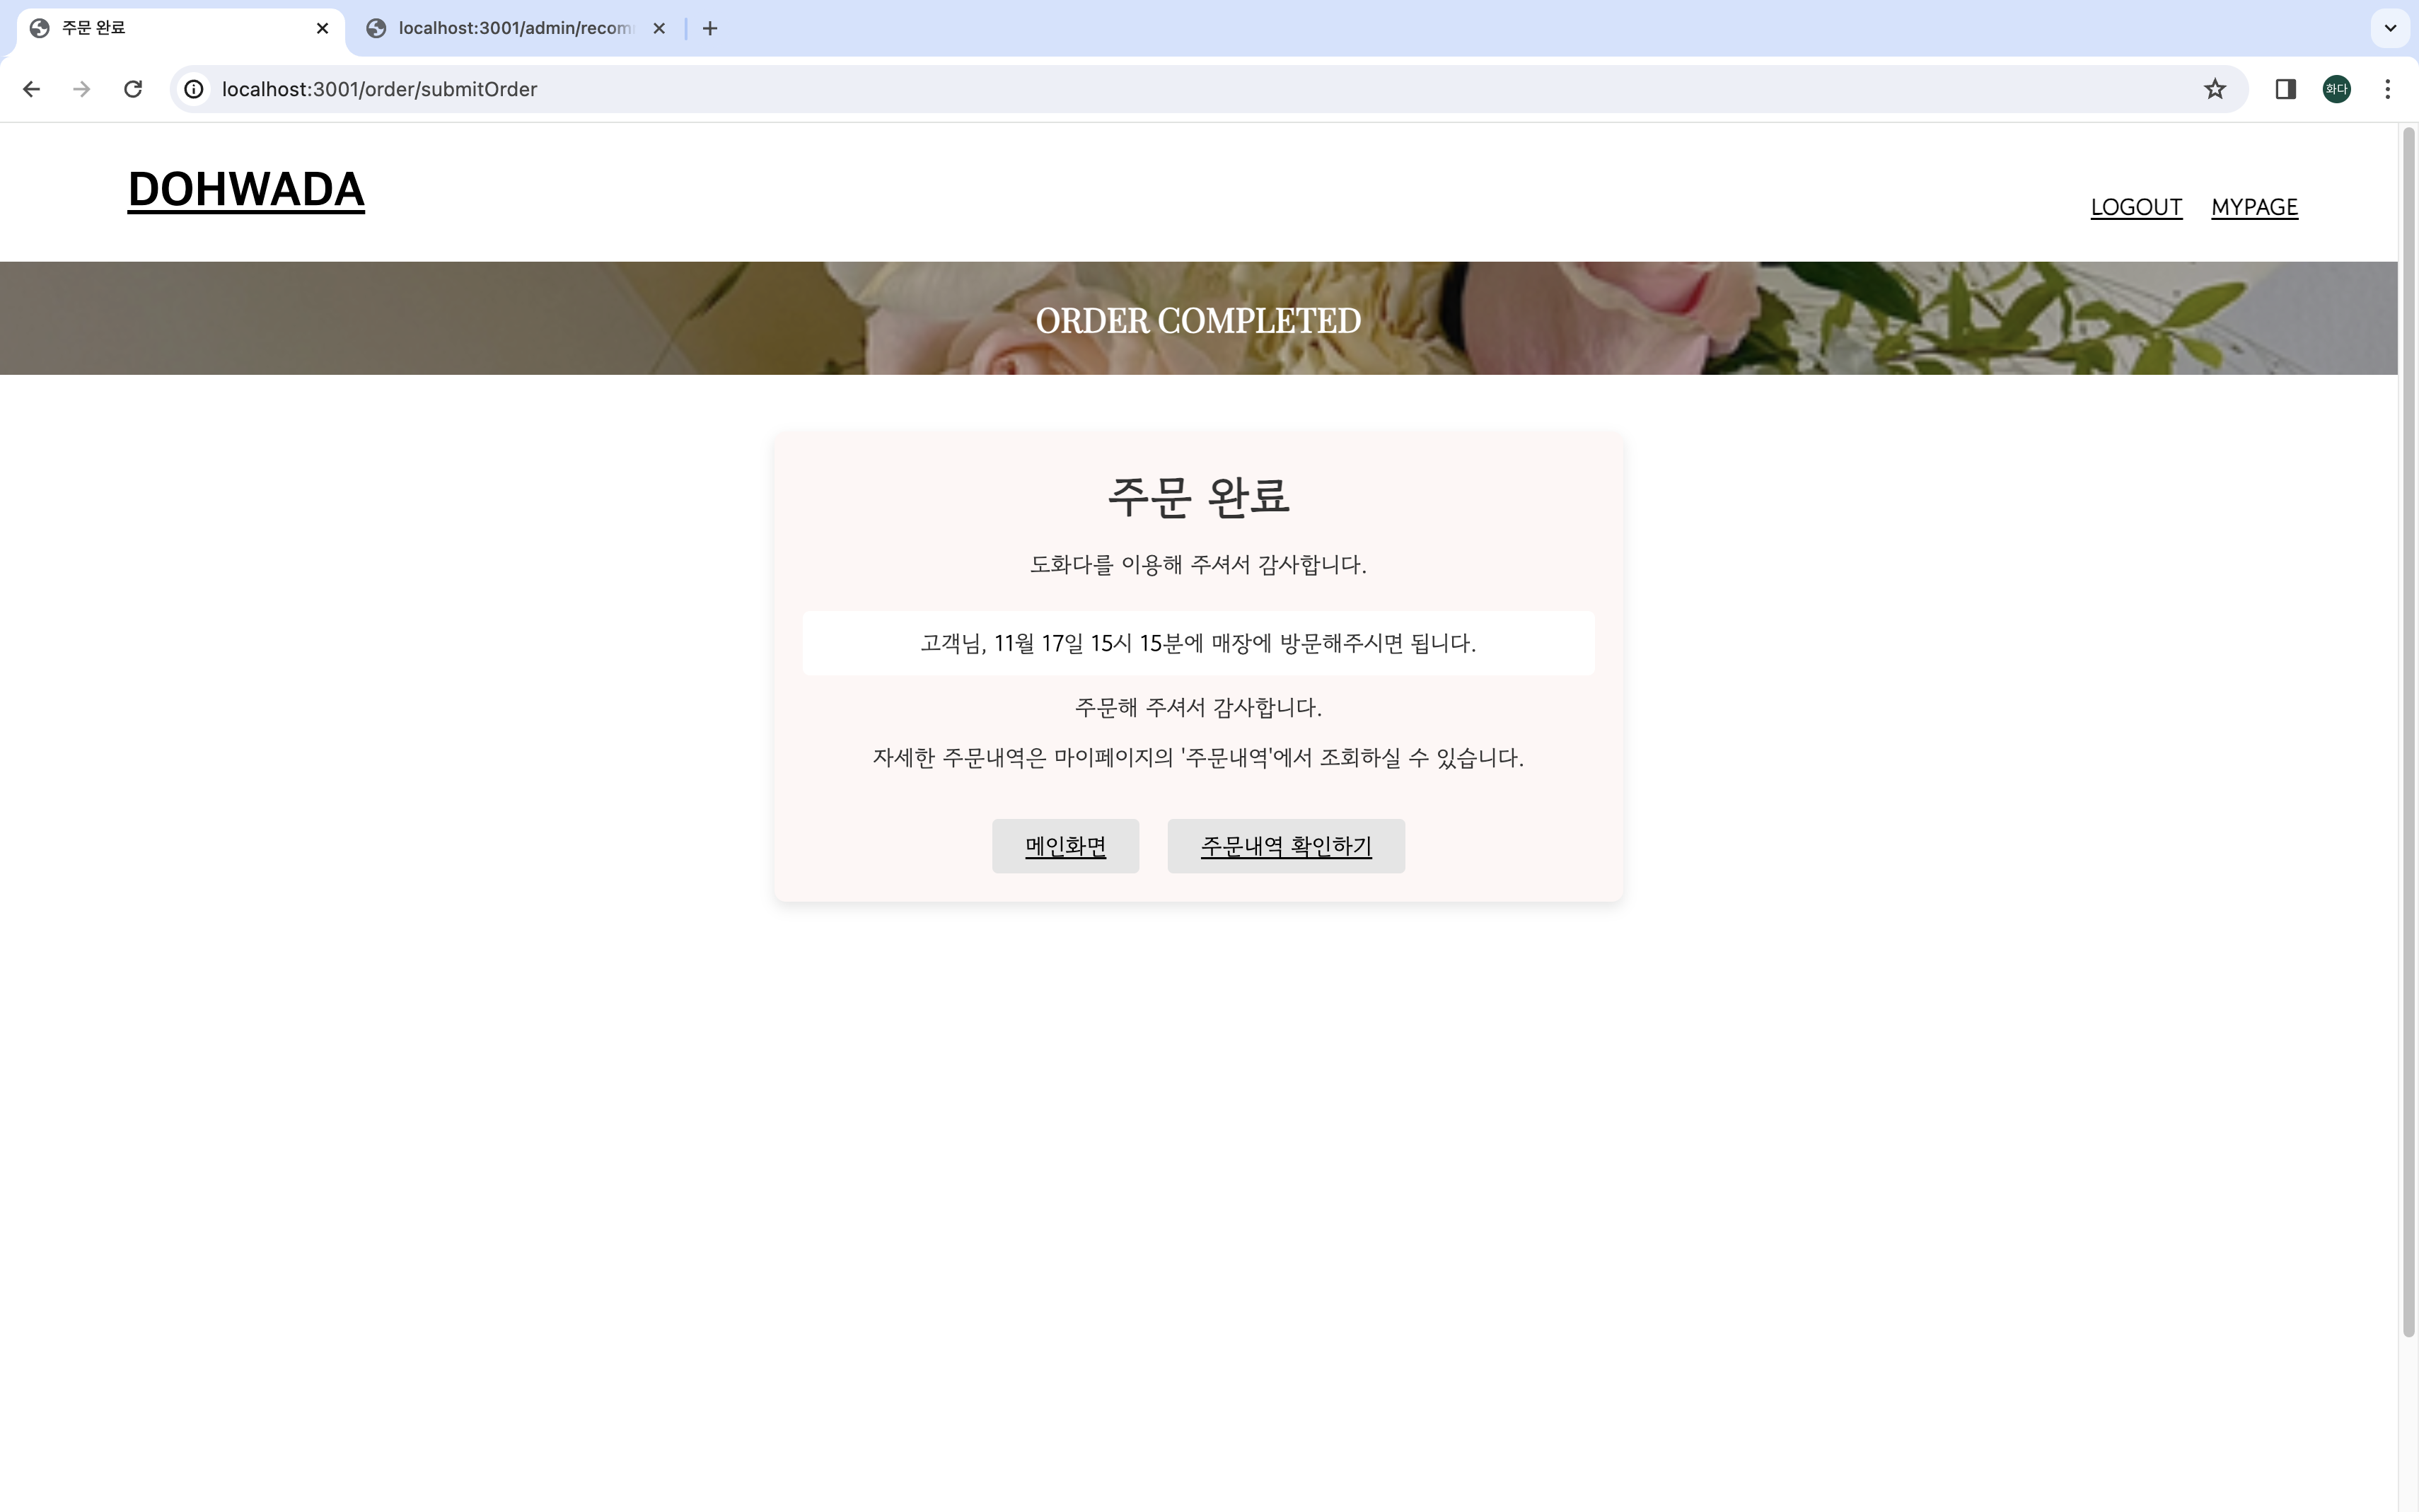 주문 완료
localhost:3001/admin/recom
localhost:3001/order/submitOrder
화다
DOHWADA
LOGOUT MYPAGE
ORDER COMPLETED
주문 완료
도화다를 이용해 주셔서 감사합니다.
고객님, 11월 17일 15시 15분에 매장에 방문해주시면 됩니다.
주문해 주셔서 감사합니다.
자세한 주문내역은 마이페이지의 '주문내역'에서 조회하실 수 있습니다.
메인화면 주문내역 확인하기